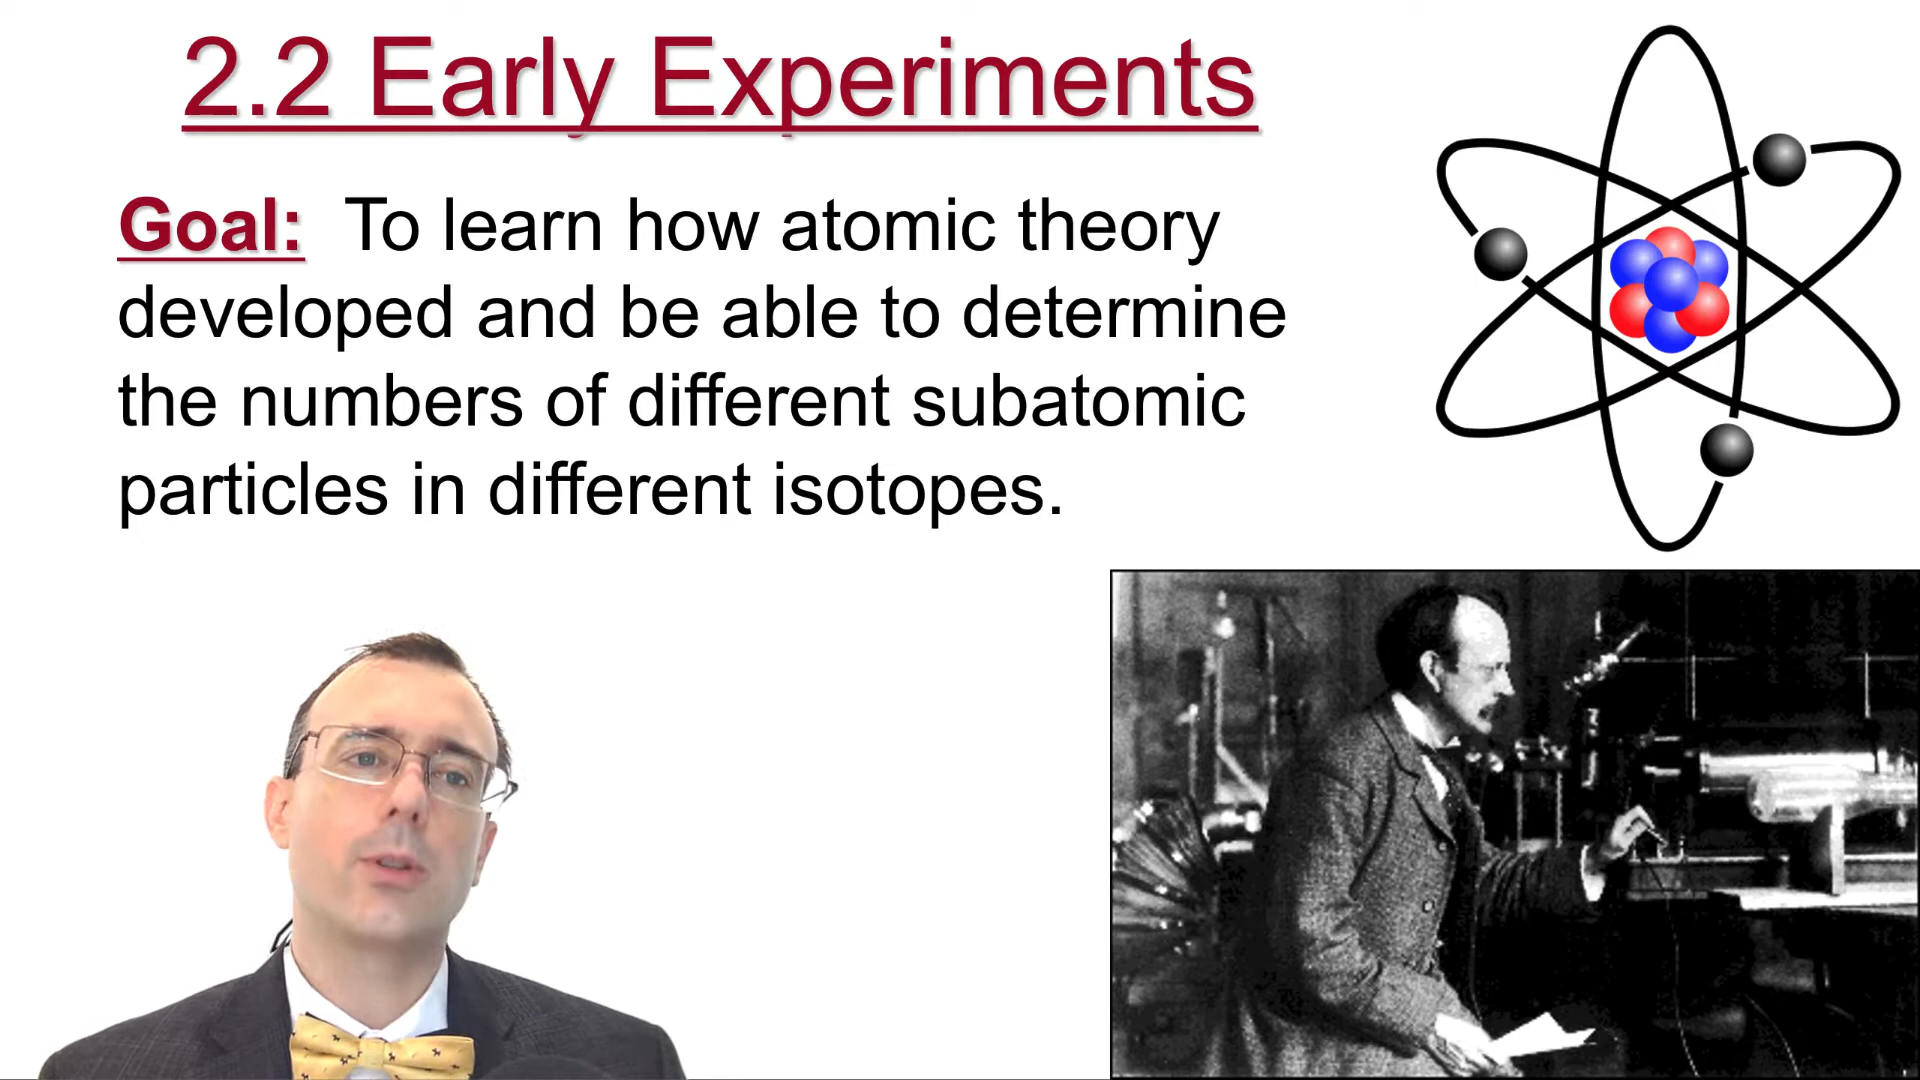 2.2 Early Experiments
Goal: To learn how atomic theory
developed and be able to determine
the numbers of different subatomic
particles in different isotopes.